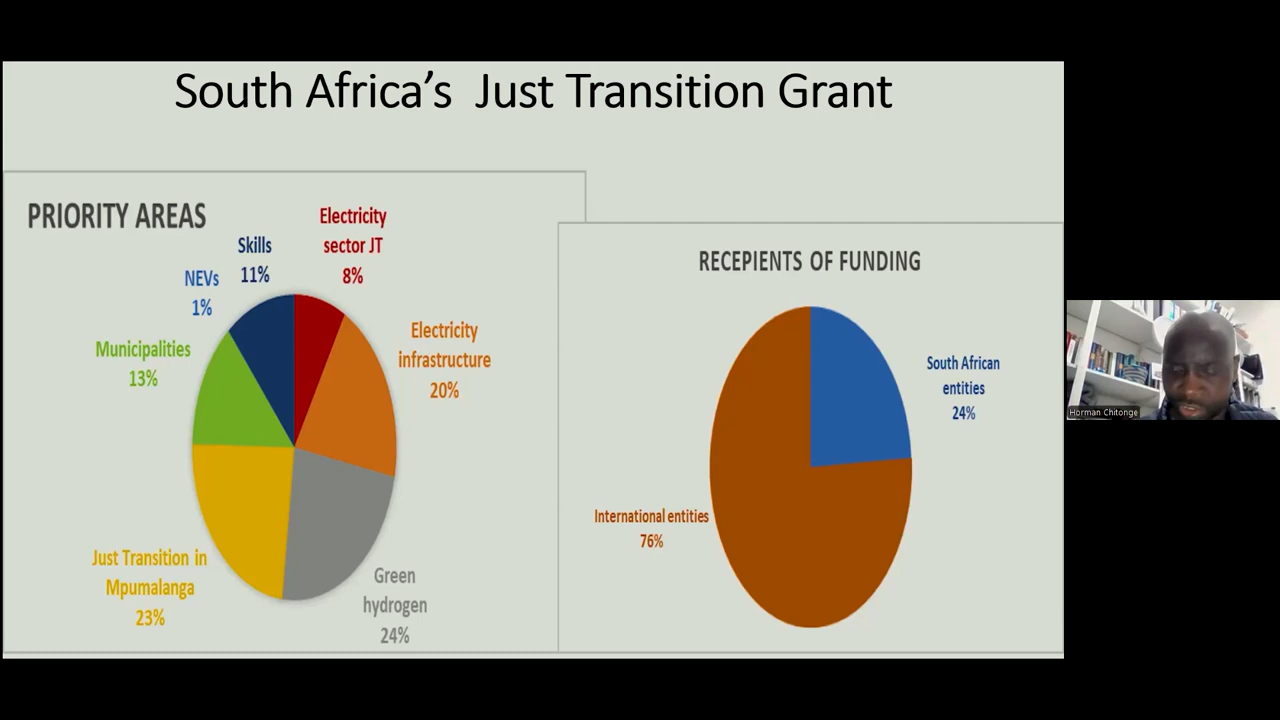 South Africa's Just Transition Grant
PRIORITY AREAS
Electricity
sector JT
8%
Skills
11%
NEVs
1%
Electricity
infrastructure
20%
Municipalities
13%
Just Transition in
Mpumalanga
23%
Green
hydrogen
24%
RECEPIENTS OF FUNDING
South African
entities
24%
International entities
76%
Horman Chitonge